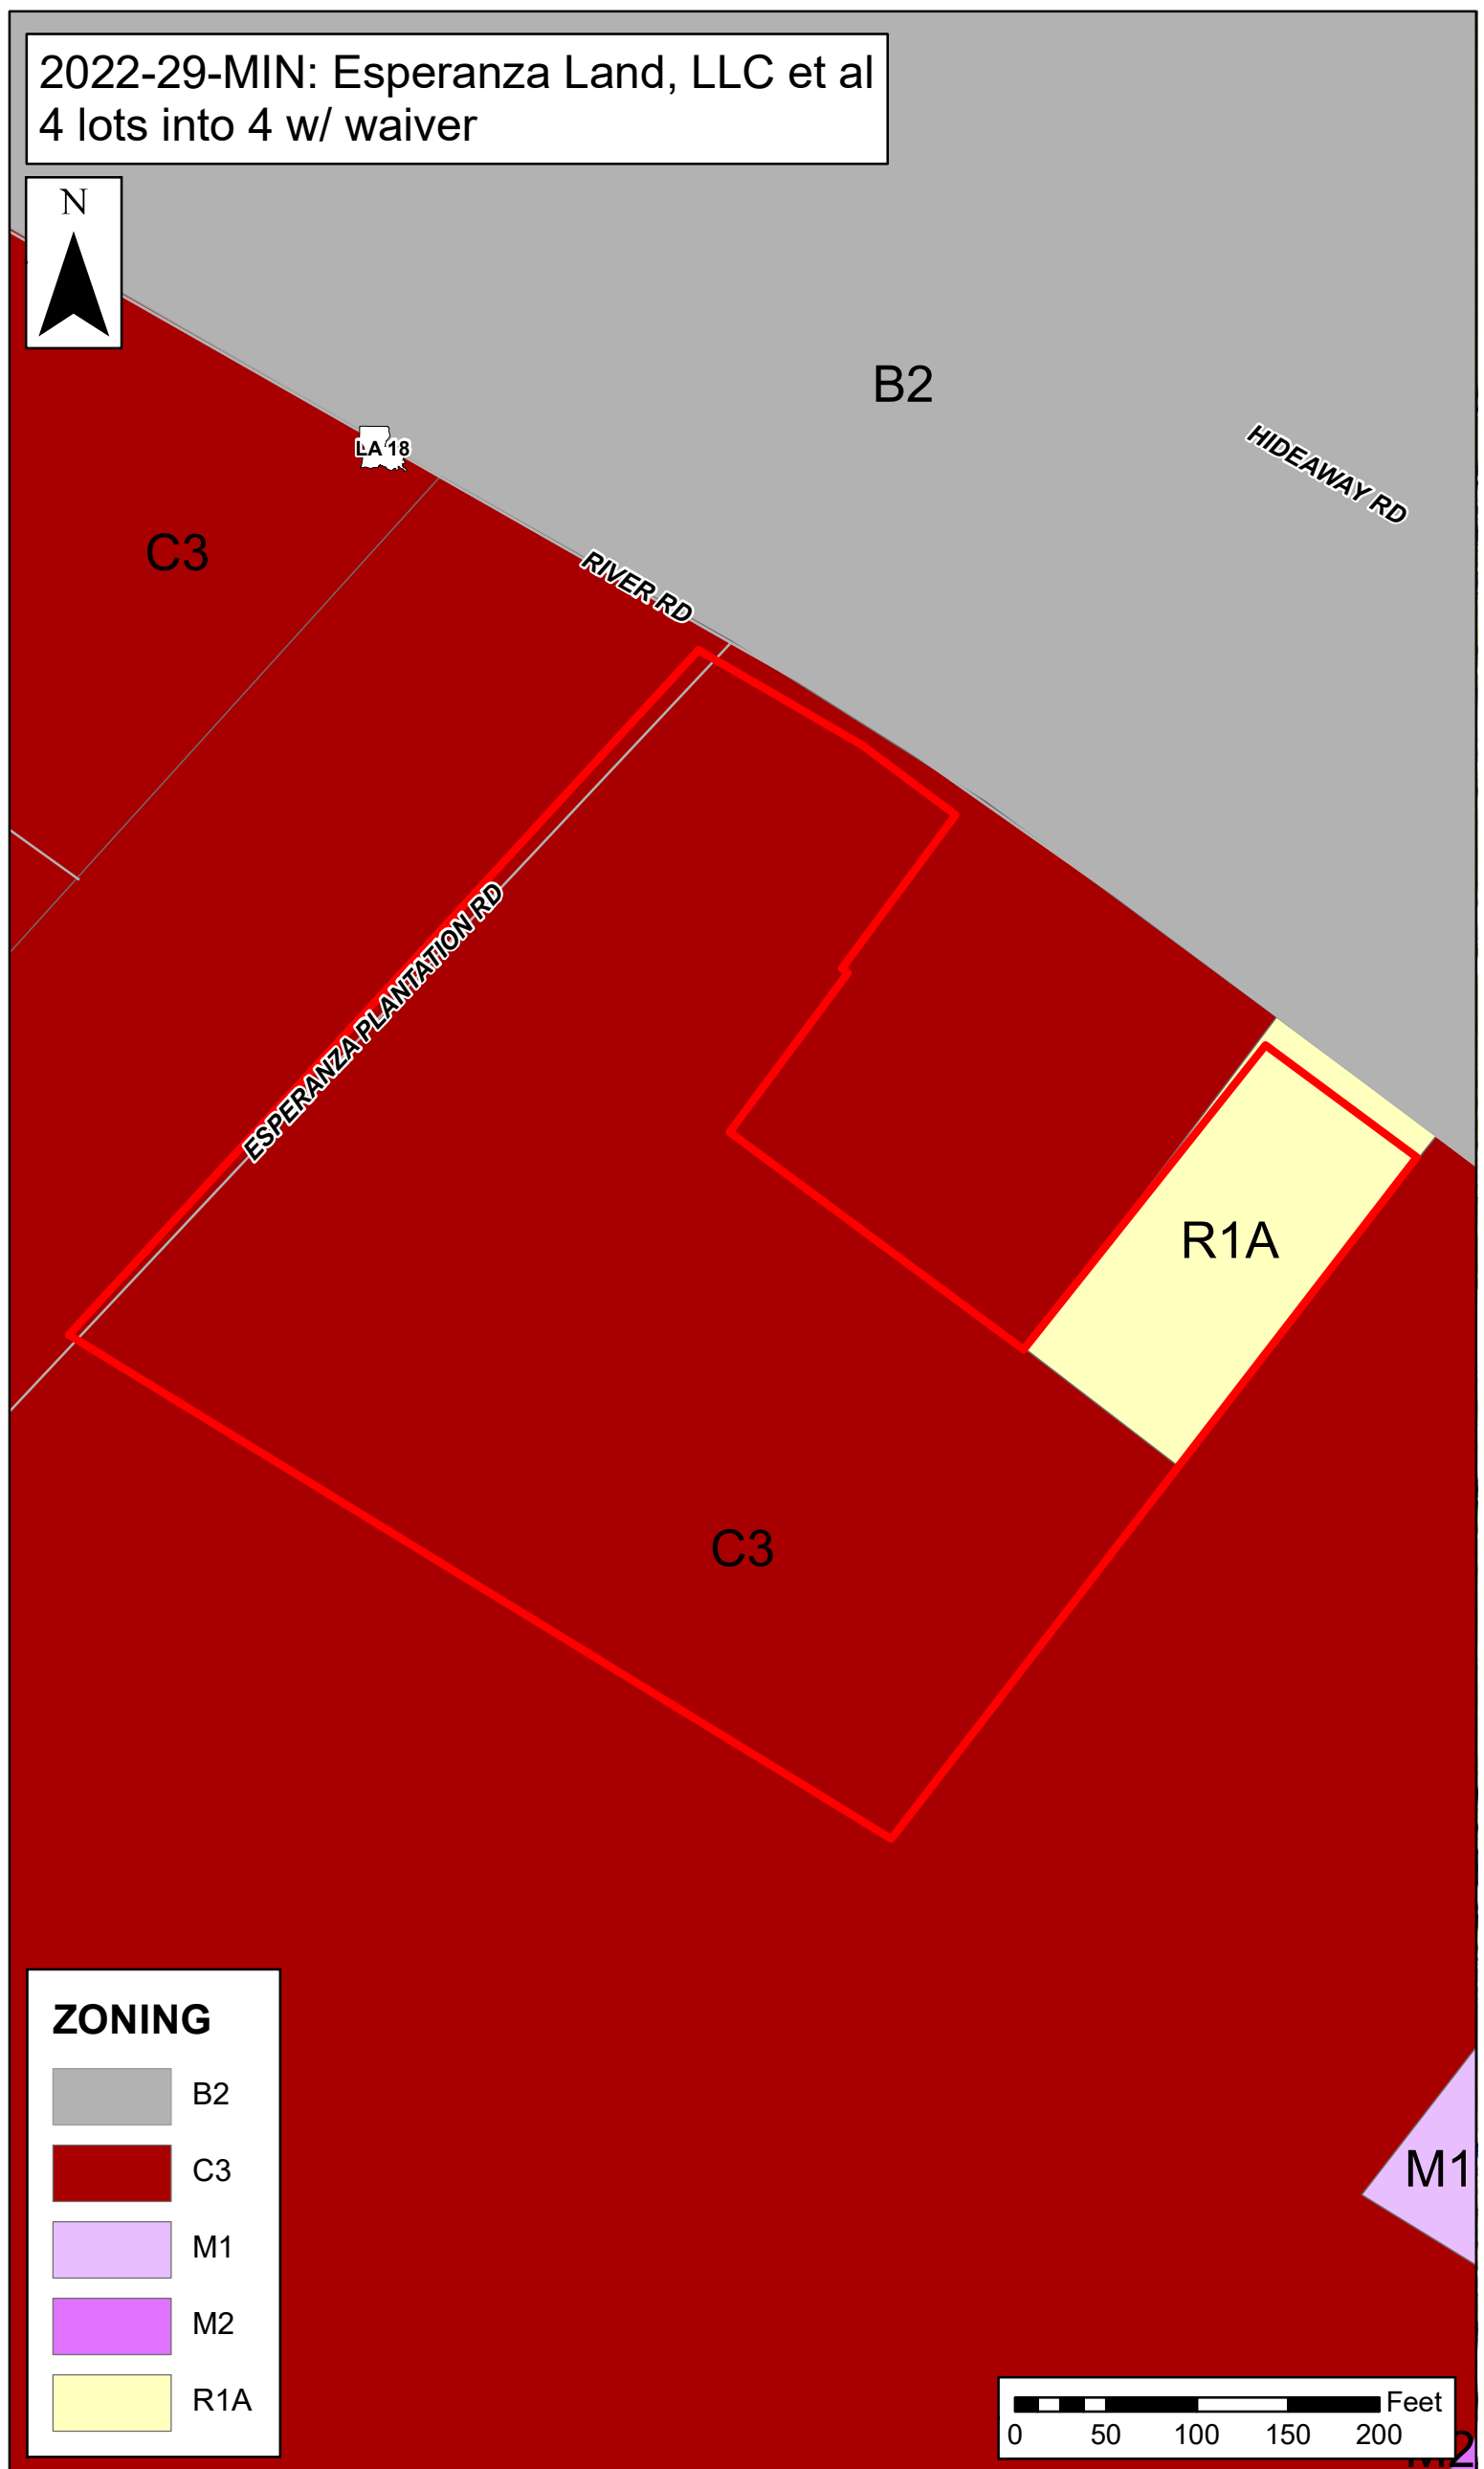 2022-29-MIN: Esperanza Land, LLC et al
4 lots into 4 w/ waiver
N
B2
HIDEAWAY RD
LA 18
C3
RIVER RD
ESPERANZA PLANTATION RD
R1A
C3
M1
ZONING
B2
C3
M1
M2
R1A
Feet
0 50 100 150 200
M2